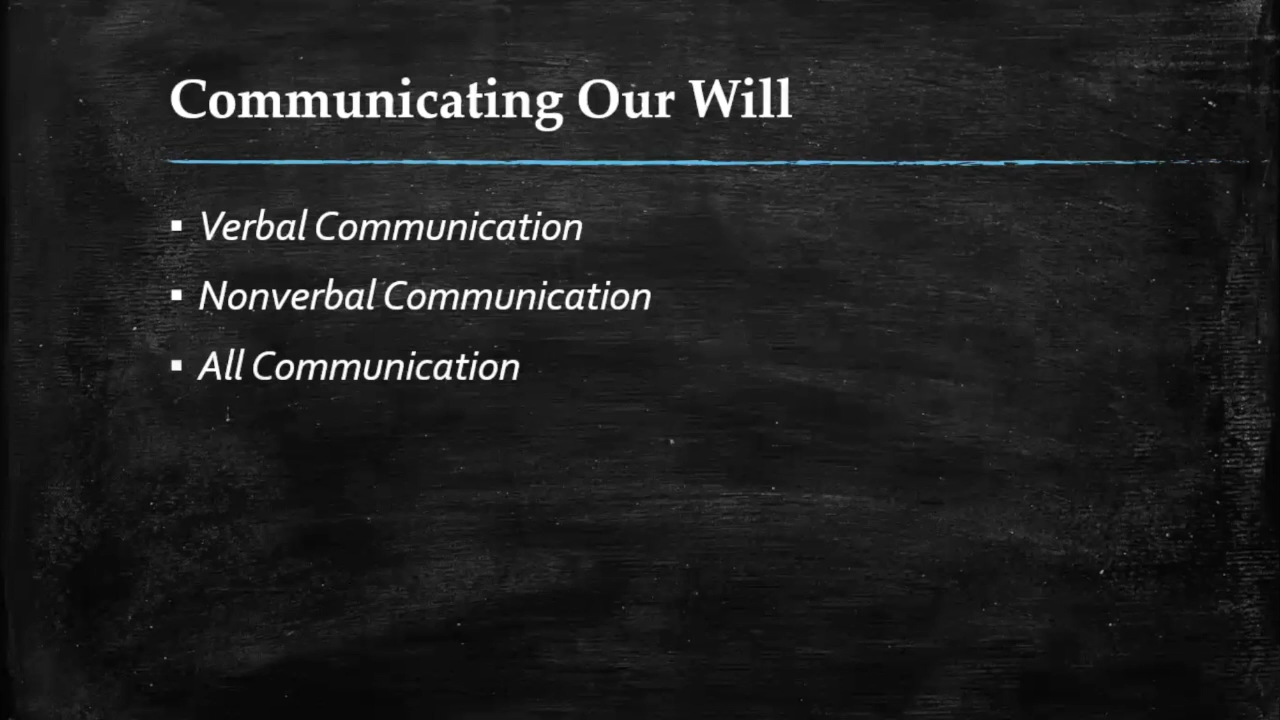 Communicating Our Will
▪ Verbal Communication
▪ Nonverbal Communication
▪ All Communication